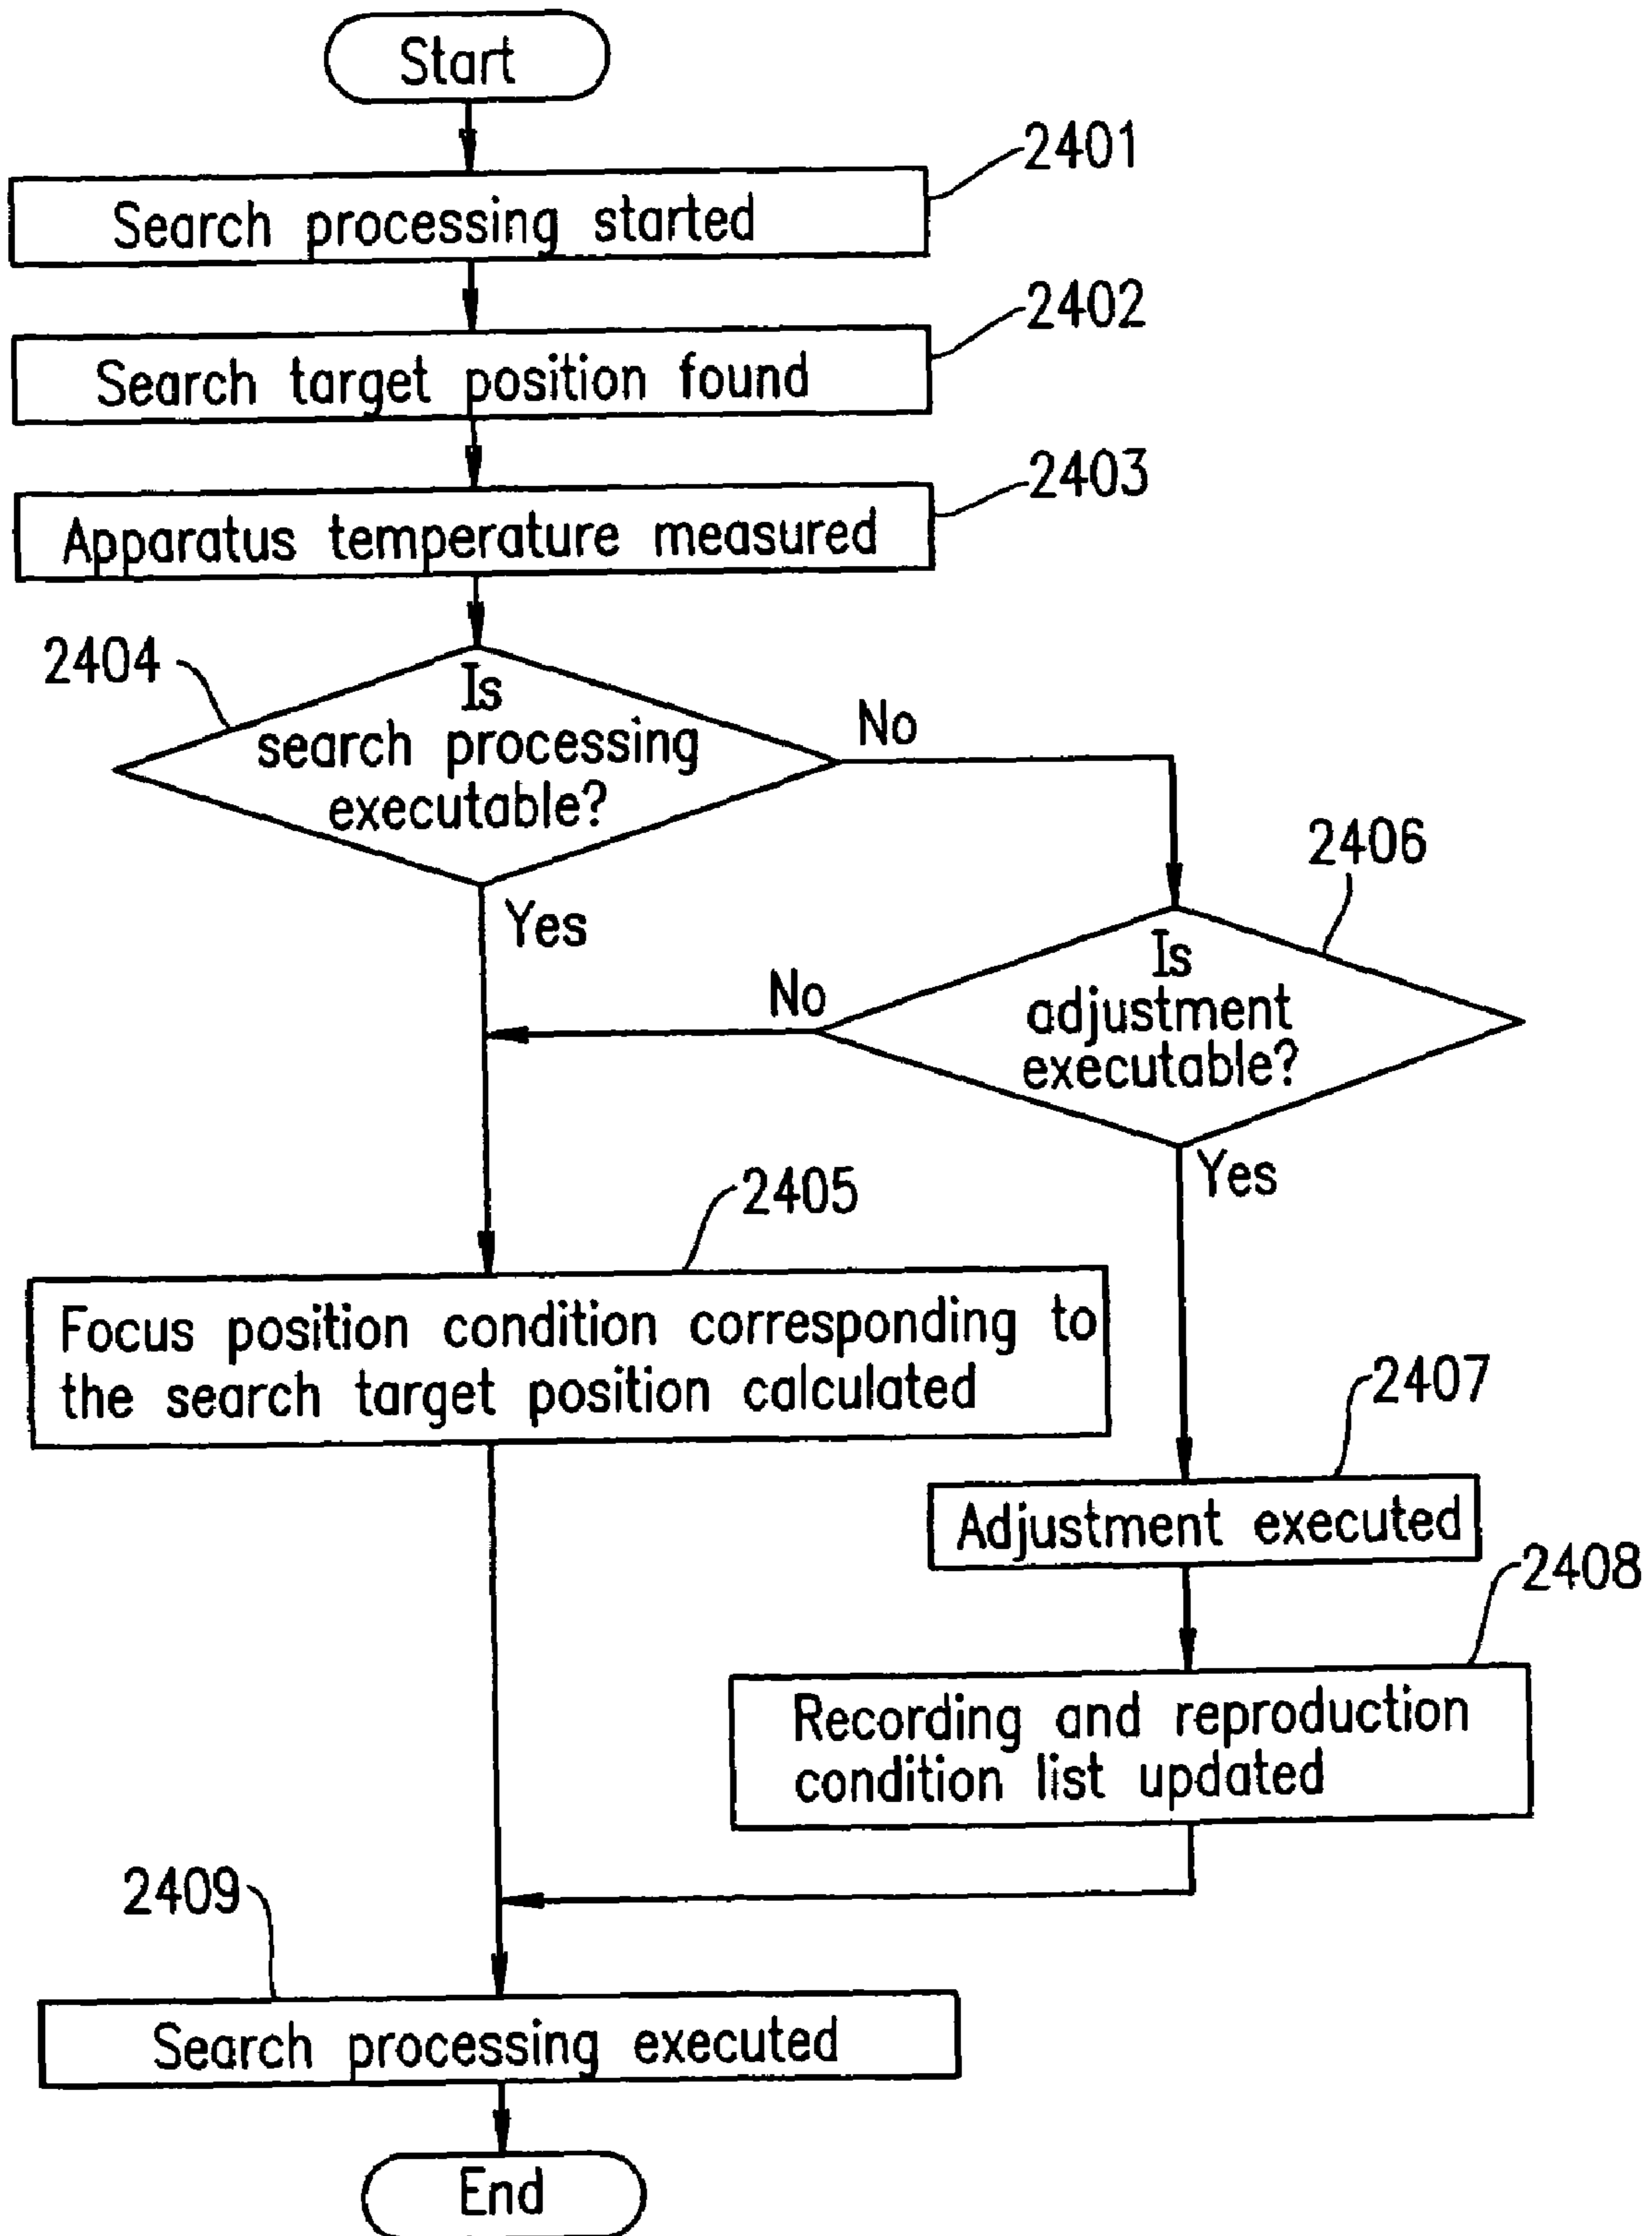 Start
2401
Search processing started
2402
Search target position found
2403
Apparatus temperature measured
2404
Is
search processing
executable?
No
Yes
2406
Is
adjustment
executable?
No
Yes
2405
Focus position condition corresponding to
the search target position calculated
2407
Adjustment executed
2408
Recording and reproduction
condition list updated
2409
Search processing executed
End